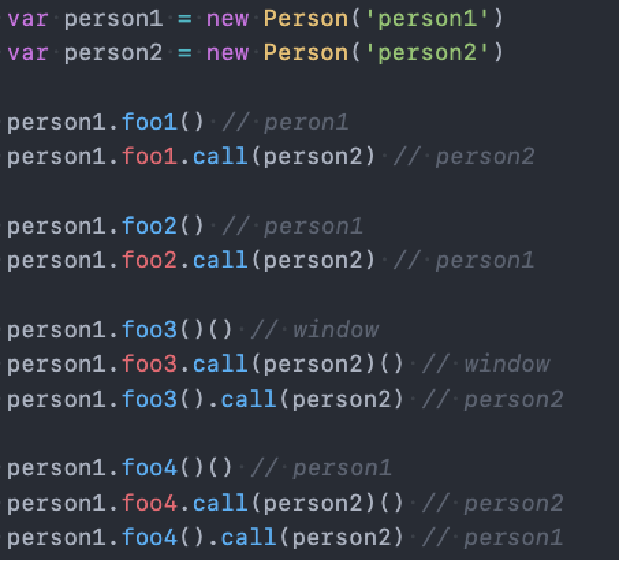 var person1 = new Person('person1')
var person2 = new Person('person2')
person1.foo1() // peron1
person1.foo1.call(person2) // person2
person1.foo2() // person1
person1.foo2.call(person2) // person1
person1.foo3()() // window
person1.foo3.call(person2)() // window
person1.foo3().call(person2) // person2
person1.foo4()() // person1
person1.foo4.call(person2)() // person2
person1.foo4().call(person2) // person1